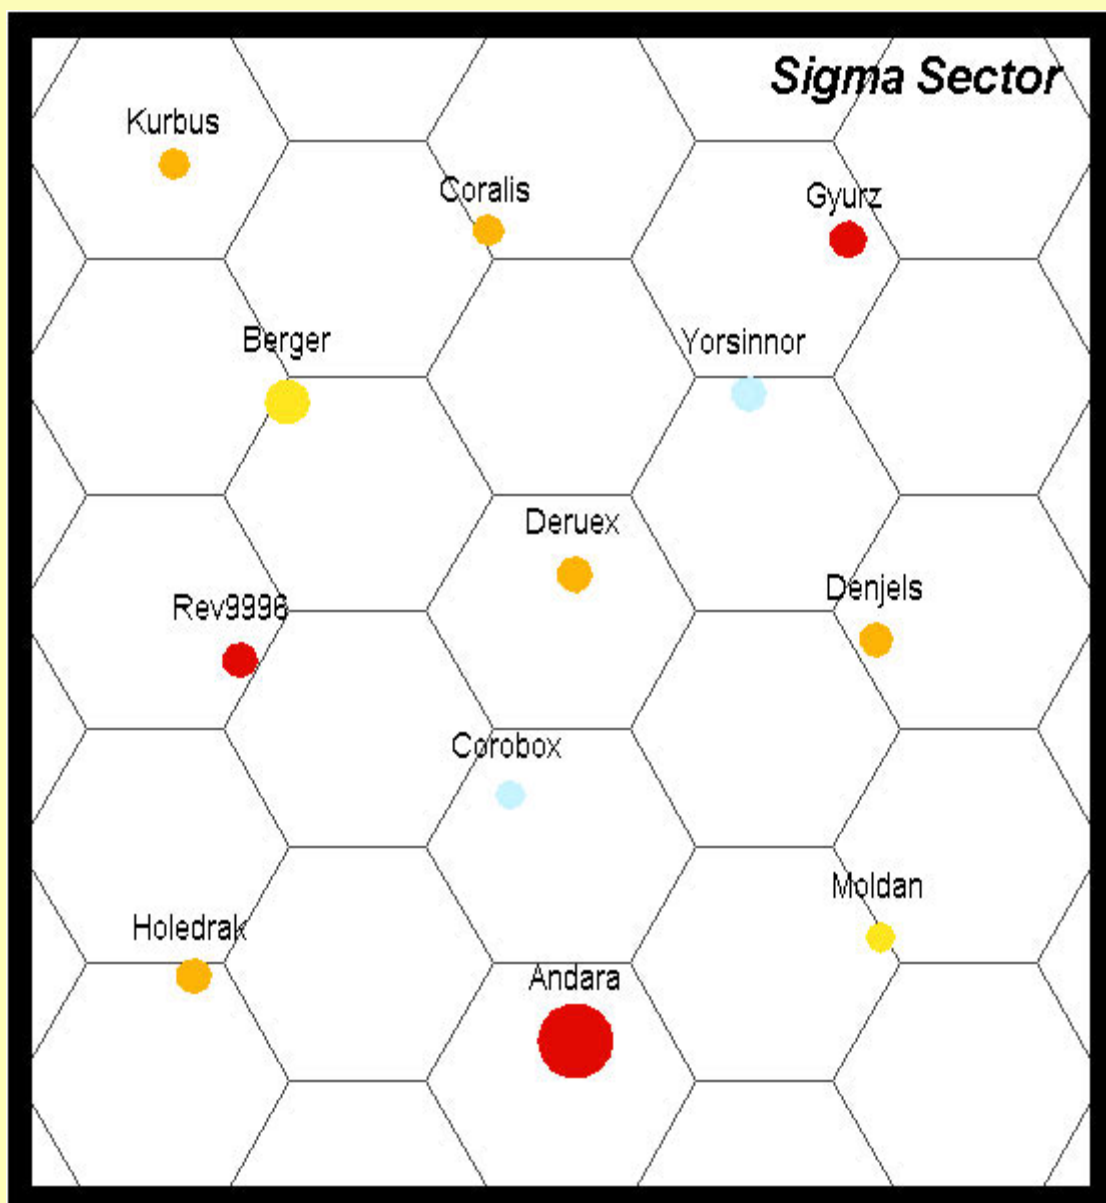 Sigma Sector
Kurbus
Coralis
Gyurz
Berger
Yorsinnor
Deruex
Denjels
Rev9996
Corobox
Moldan
Holedrak
Andara